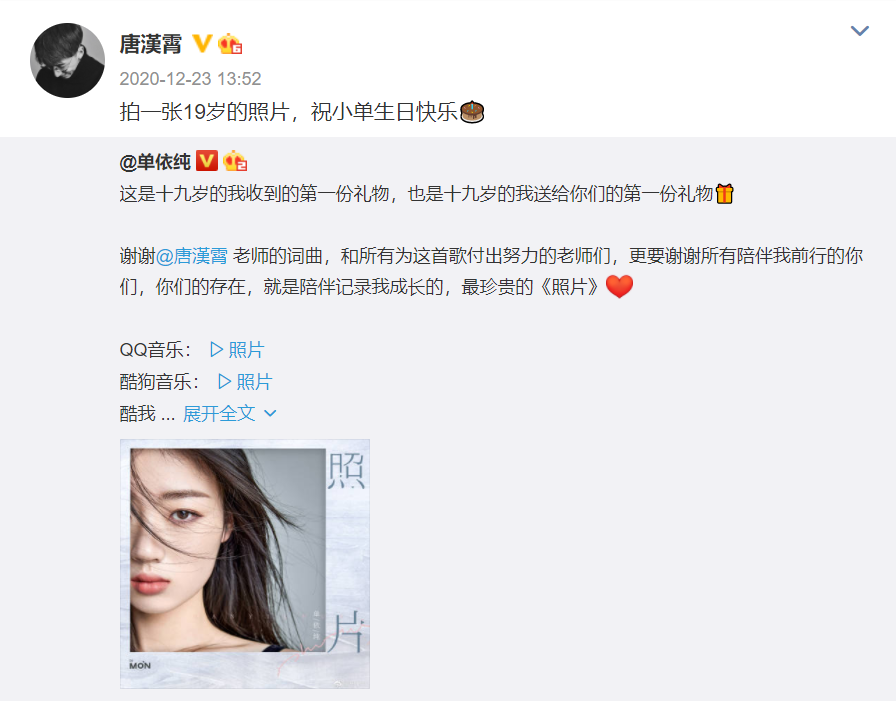 唐漢霄
2020-12-23 13:52
拍一张19岁的照片，祝小单生日快乐
@单依纯
这是十九岁的我收到的第一份礼物，也是十九岁的我送给你们的第一份礼物
谢谢@唐漢霄 老师的词曲，和所有为这首歌付出努力的老师们，更要谢谢所有陪伴我前行的你
们，你们的存在，就是陪伴记录我成长的，最珍贵的《照片》
QQ音乐： 照片
酷狗音乐： 照片
酷我 ... 展开全文
照
片
单依纯
MON